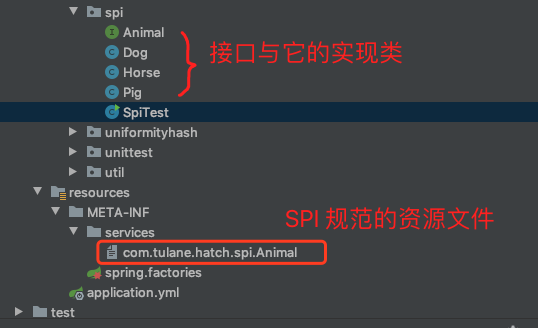 spi
Animal
Dog
接口与它的实现类
Horse
Pig
SpiTest
uniformityhash
unittest
util
resources
META-INF
SPI 规范的资源文件
services
com.tulane.hatch.spi.Animal
spring.factories
application.yml
test